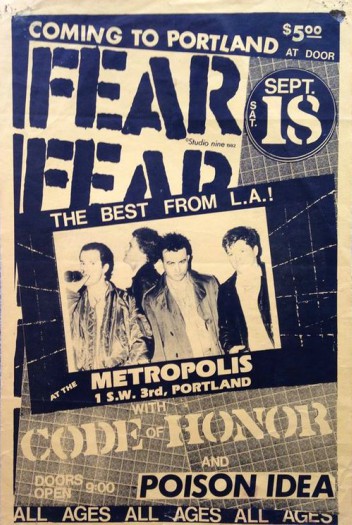 COMING TO PORTLAND
$5.00
AT DOOR
FEAR
SEPT.
SAT.
18
©Studio nine 1982
FEAR
THE BEST FROM L.A.!
AT THE
METROPOLIS
1 S.W. 3rd, PORTLAND
WITH
CODE OF HONOR
AND
DOORS
OPEN 9:00
POISON IDEA
ALL AGES ALL AGES ALL AGES